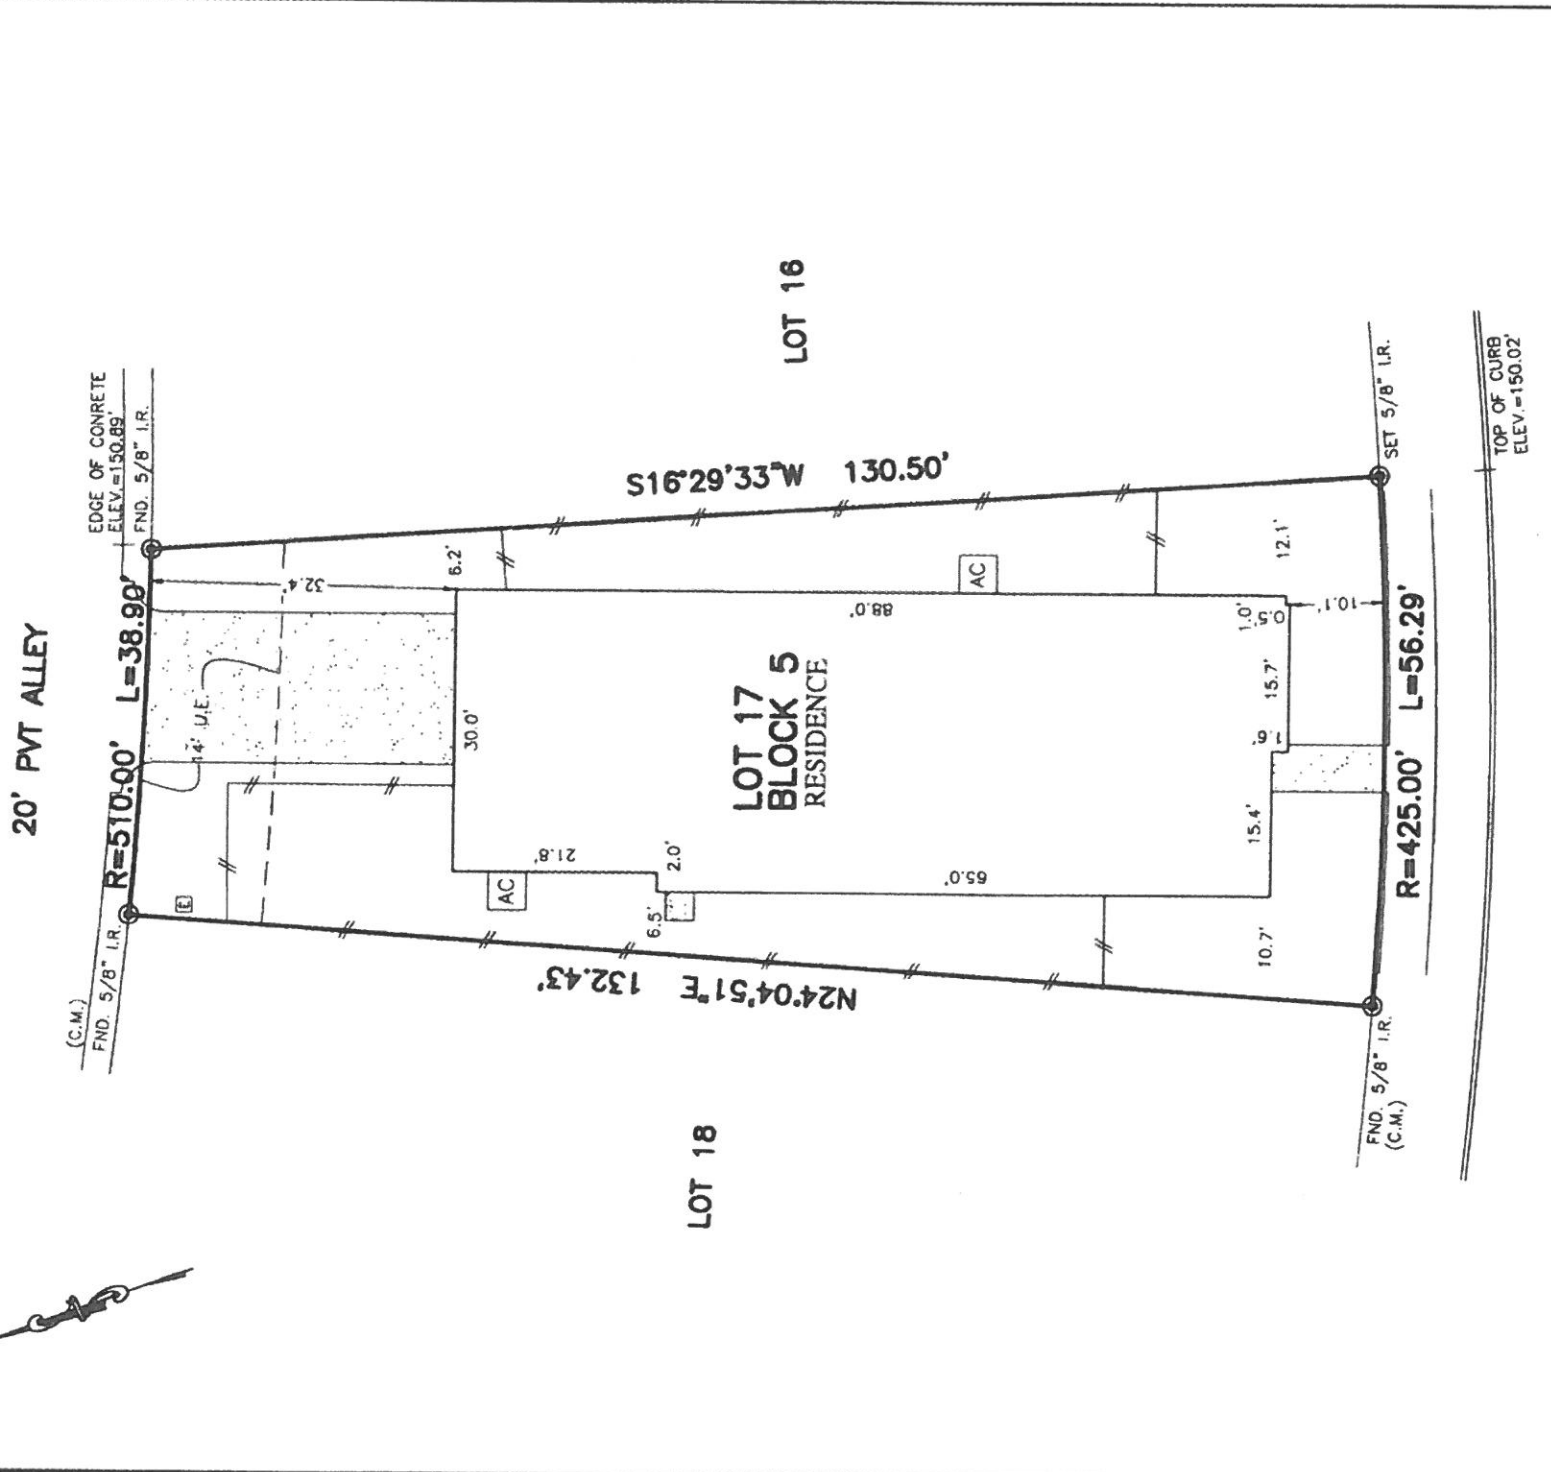 20' PVT ALLEY
EDGE OF CONRETE
ELEV.=150.89'
FND. 5/8" I.R.
R=510.00' L=38.90'
(C.M.)
FND. 5/8" I.R.
14' U.E.
E
32.4'
6.2'
30.0'
21.8'
AC
2.0'
6.5'
S16°29'33"W 130.50'
LOT 16
LOT 17
BLOCK 5
RESIDENCE
88.0'
AC
65.0'
N24°04'51"E 132.43'
LOT 18
12.1'
1.0'
0.5'
10.1'
15.7'
1.6'
15.4'
10.7'
SET 5/8" I.R.
R=425.00' L=56.29'
FND. 5/8" I.R.
(C.M.)
TOP OF CURB
ELEV.=150.02'
N